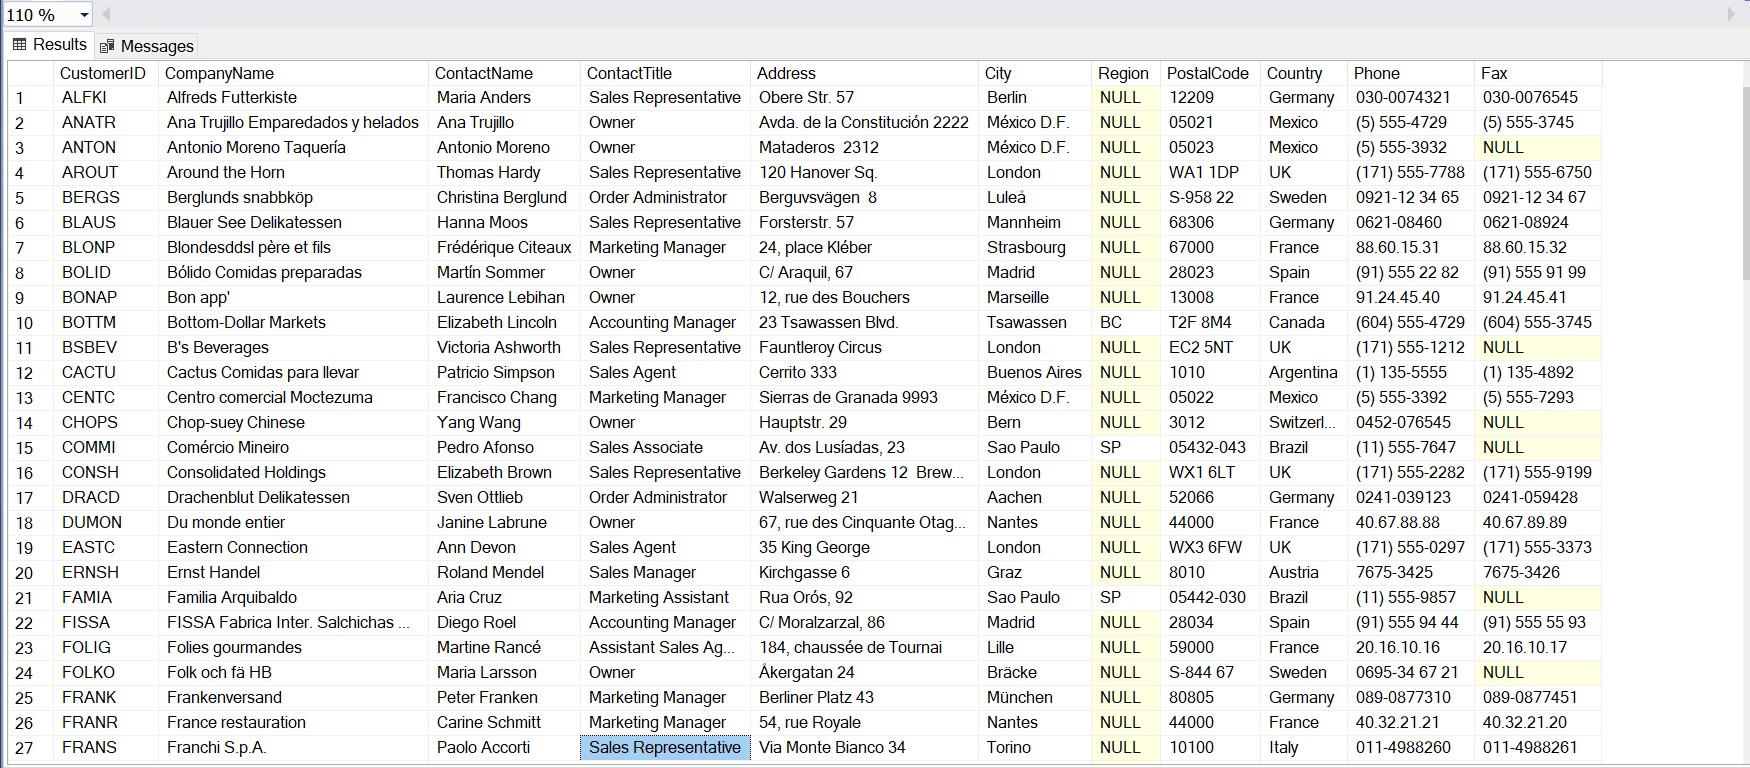 110 %
Results Messages
CustomerID CompanyName ContactName ContactTitle Address City Region PostalCode Country Phone Fax
1 ALFKI Alfreds Futterkiste Maria Anders Sales Representative Obere Str. 57 Berlin NULL 12209 Germany 030-0074321 030-0076545
2 ANATR Ana Trujillo Emparedados y helados Ana Trujillo Owner Avda. de la Constitución 2222 México D.F. NULL 05021 Mexico (5) 555-4729 (5) 555-3745
3 ANTON Antonio Moreno Taquería Antonio Moreno Owner Mataderos  2312 México D.F. NULL 05023 Mexico (5) 555-3932 NULL
4 AROUT Around the Horn Thomas Hardy Sales Representative 120 Hanover Sq. London NULL WA1 1DP UK (171) 555-7788 (171) 555-6750
5 BERGS Berglunds snabbköp Christina Berglund Order Administrator Berguvsvägen  8 Luleå NULL S-958 22 Sweden 0921-12 34 65 0921-12 34 67
6 BLAUS Blauer See Delikatessen Hanna Moos Sales Representative Forsterstr. 57 Mannheim NULL 68306 Germany 0621-08460 0621-08924
7 BLONP Blondesddsl père et fils Frédérique Citeaux Marketing Manager 24, place Kléber Strasbourg NULL 67000 France 88.60.15.31 88.60.15.32
8 BOLID Bólido Comidas preparadas Martín Sommer Owner C/ Araquil, 67 Madrid NULL 28023 Spain (91) 555 22 82 (91) 555 91 99
9 BONAP Bon app' Laurence Lebihan Owner 12, rue des Bouchers Marseille NULL 13008 France 91.24.45.40 91.24.45.41
10 BOTTM Bottom-Dollar Markets Elizabeth Lincoln Accounting Manager 23 Tsawassen Blvd. Tsawassen BC T2F 8M4 Canada (604) 555-4729 (604) 555-3745
11 BSBEV B's Beverages Victoria Ashworth Sales Representative Fauntleroy Circus London NULL EC2 5NT UK (171) 555-1212 NULL
12 CACTU Cactus Comidas para llevar Patricio Simpson Sales Agent Cerrito 333 Buenos Aires NULL 1010 Argentina (1) 135-5555 (1) 135-4892
13 CENTC Centro comercial Moctezuma Francisco Chang Marketing Manager Sierras de Granada 9993 México D.F. NULL 05022 Mexico (5) 555-3392 (5) 555-7293
14 CHOPS Chop-suey Chinese Yang Wang Owner Hauptstr. 29 Bern NULL 3012 Switzerl... 0452-076545 NULL
15 COMMI Comércio Mineiro Pedro Afonso Sales Associate Av. dos Lusíadas, 23 Sao Paulo SP 05432-043 Brazil (11) 555-7647 NULL
16 CONSH Consolidated Holdings Elizabeth Brown Sales Representative Berkeley Gardens 12  Brew... London NULL WX1 6LT UK (171) 555-2282 (171) 555-9199
17 DRACD Drachenblut Delikatessen Sven Ottlieb Order Administrator Walserweg 21 Aachen NULL 52066 Germany 0241-039123 0241-059428
18 DUMON Du monde entier Janine Labrune Owner 67, rue des Cinquante Otag... Nantes NULL 44000 France 40.67.88.88 40.67.89.89
19 EASTC Eastern Connection Ann Devon Sales Agent 35 King George London NULL WX3 6FW UK (171) 555-0297 (171) 555-3373
20 ERNSH Ernst Handel Roland Mendel Sales Manager Kirchgasse 6 Graz NULL 8010 Austria 7675-3425 7675-3426
21 FAMIA Familia Arquibaldo Aria Cruz Marketing Assistant Rua Orós, 92 Sao Paulo SP 05442-030 Brazil (11) 555-9857 NULL
22 FISSA FISSA Fabrica Inter. Salchichas ... Diego Roel Accounting Manager C/ Moralzarzal, 86 Madrid NULL 28034 Spain (91) 555 94 44 (91) 555 55 93
23 FOLIG Folies gourmandes Martine Rancé Assistant Sales Ag... 184, chaussée de Tournai Lille NULL 59000 France 20.16.10.16 20.16.10.17
24 FOLKO Folk och fä HB Maria Larsson Owner Åkergatan 24 Bräcke NULL S-844 67 Sweden 0695-34 67 21 NULL
25 FRANK Frankenversand Peter Franken Marketing Manager Berliner Platz 43 München NULL 80805 Germany 089-0877310 089-0877451
26 FRANR France restauration Carine Schmitt Marketing Manager 54, rue Royale Nantes NULL 44000 France 40.32.21.21 40.32.21.20
27 FRANS Franchi S.p.A. Paolo Accorti Sales Representative Via Monte Bianco 34 Torino NULL 10100 Italy 011-4988260 011-4988261